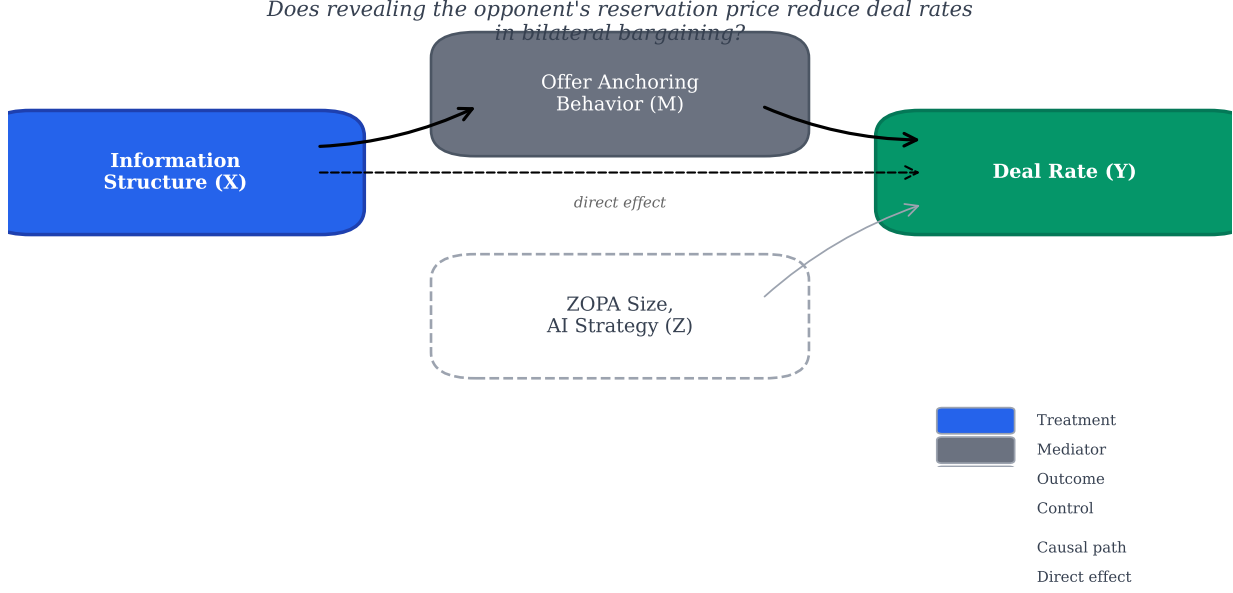 Does revealing the opponent's reservation price reduce deal rates
in bilateral bargaining?
Offer Anchoring
Behavior (M)
Information
Structure (X)
Deal Rate (Y)
direct effect
ZOPA Size,
AI Strategy (Z)
Treatment
Mediator
Outcome
Control
Causal path
Direct effect